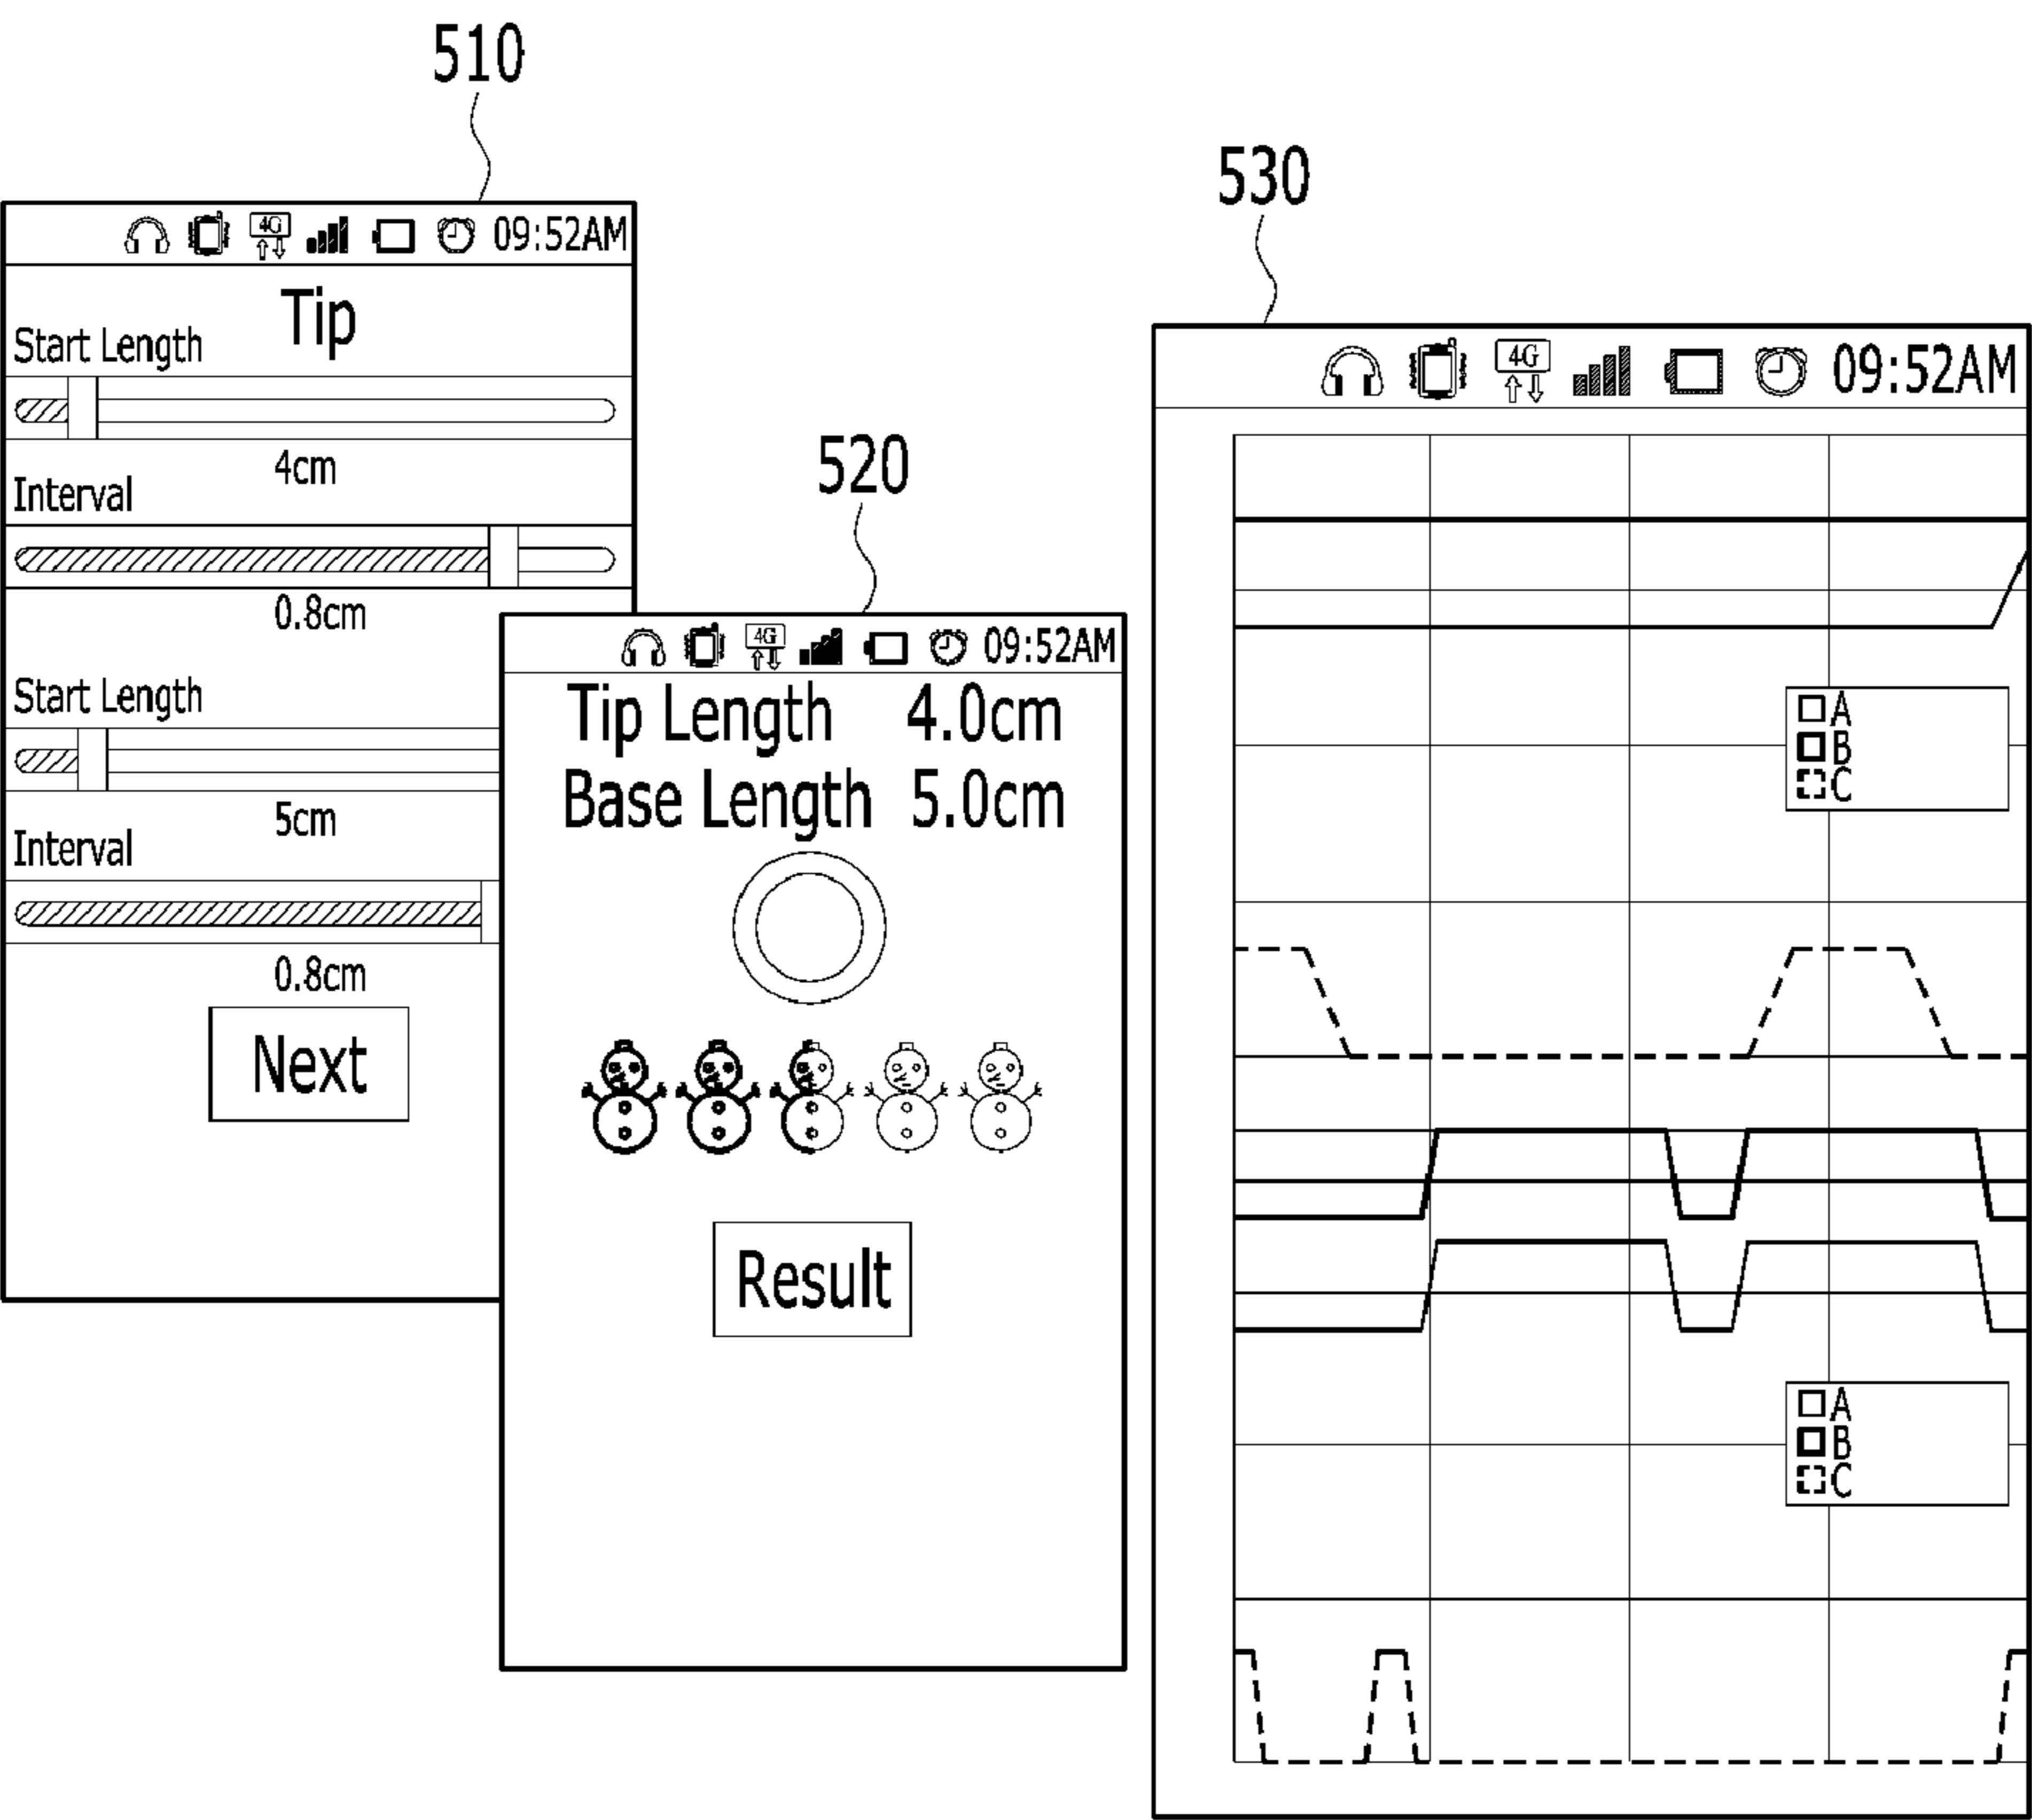 510
4G
09:52AM
Tip
Start Length
4cm
Interval
0.8cm
Start Length
5cm
Interval
0.8cm
Next
520
4G
09:52AM
Tip Length 4.0cm
Base Length 5.0cm
Result
530
4G
09:52AM
A
B
C
A
B
C